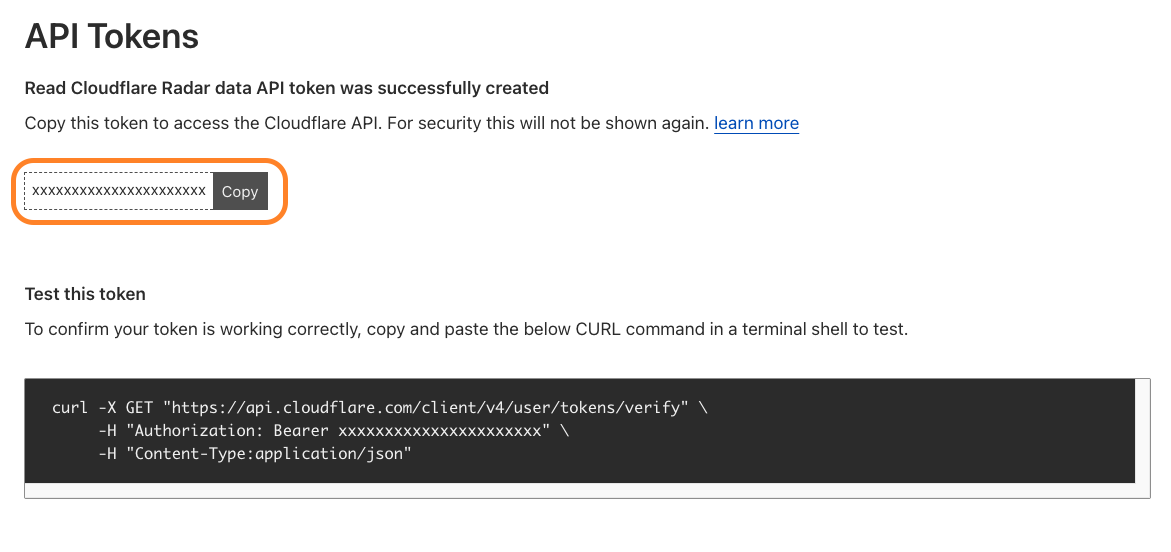 API Tokens
Read Cloudflare Radar data API token was successfully created
Copy this token to access the Cloudflare API. For security this will not be shown again. learn more
xxxxxxxxxxxxxxxxxxxxxx Copy
Test this token
To confirm your token is working correctly, copy and paste the below CURL command in a terminal shell to test.
curl -X GET "https://api.cloudflare.com/client/v4/user/tokens/verify" \
-H "Authorization: Bearer xxxxxxxxxxxxxxxxxxxxxx" \
-H "Content-Type:application/json"